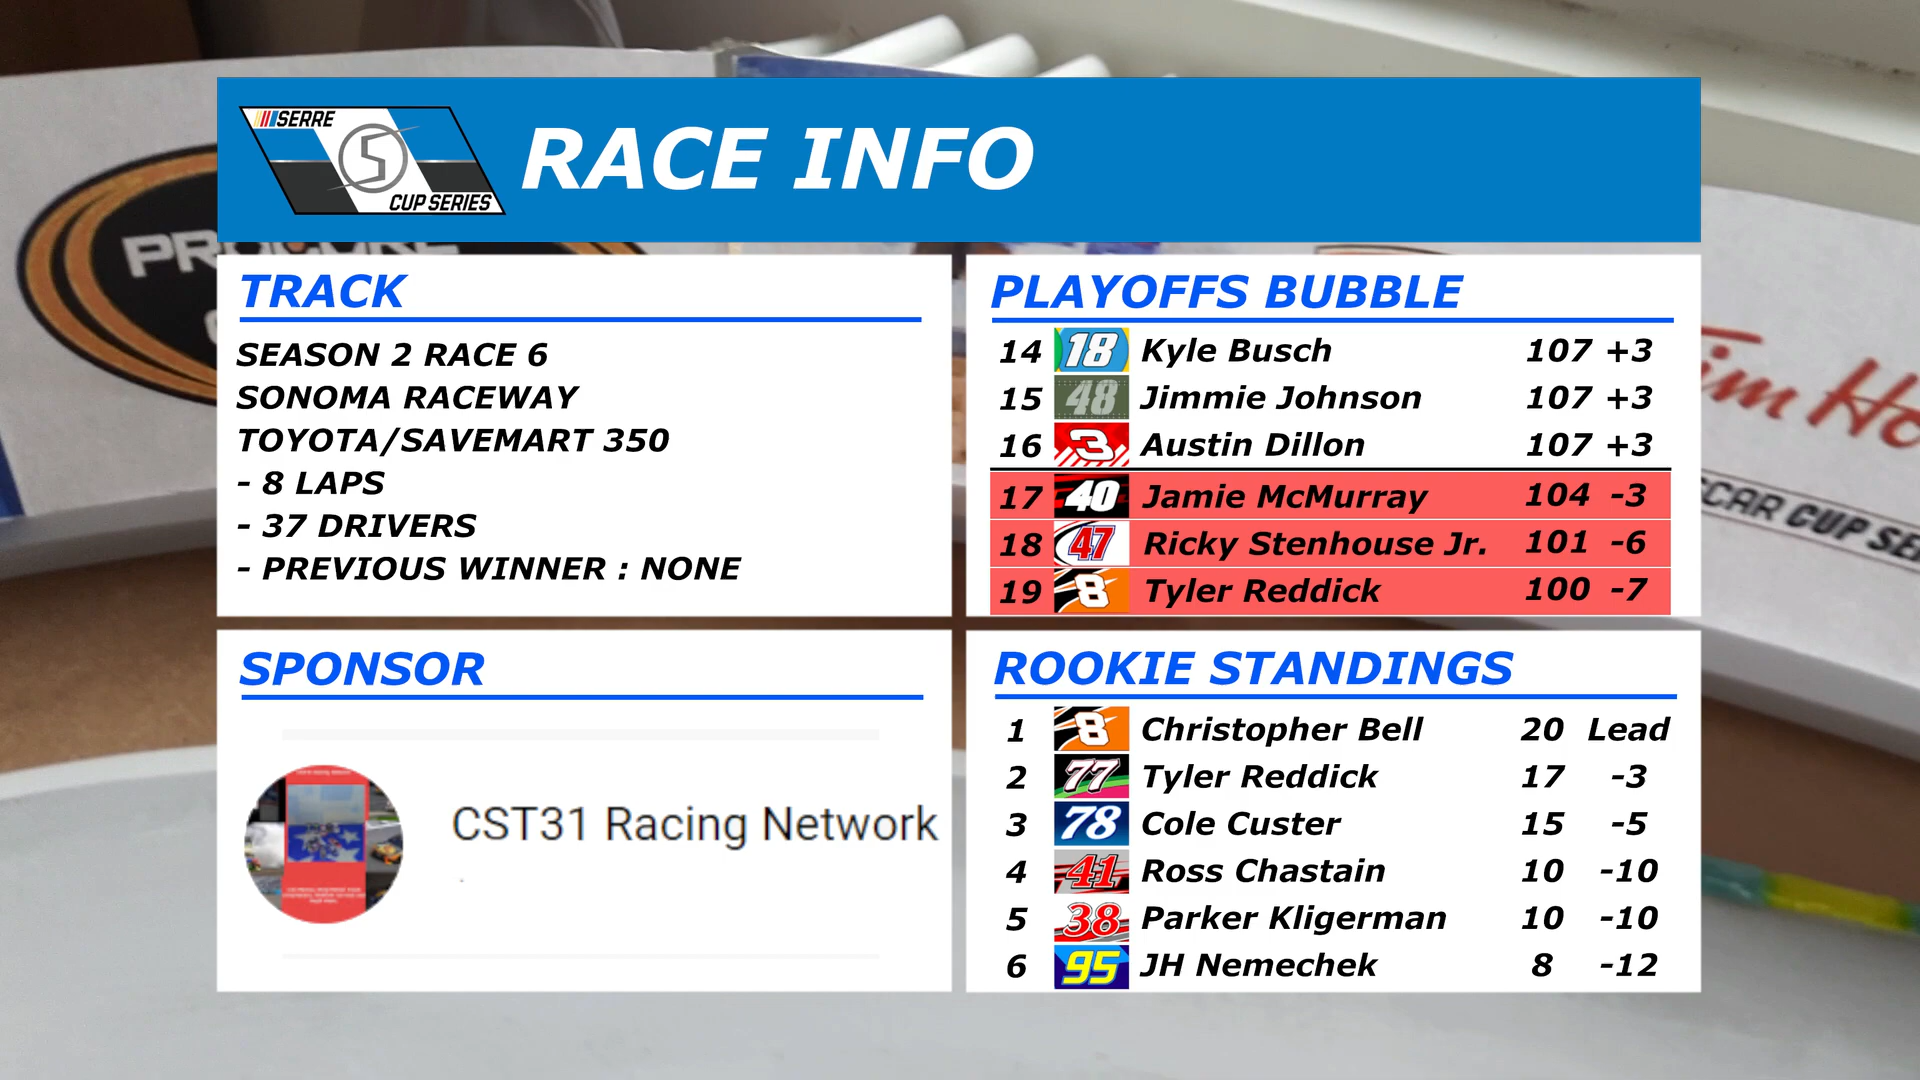 SERRE
CUP SERIES
RACE INFO
TRACK
SEASON 2 RACE 6
SONOMA RACEWAY
TOYOTA/SAVEMART 350
- 8 LAPS
- 37 DRIVERS
- PREVIOUS WINNER : NONE
PLAYOFFS BUBBLE
14 18 Kyle Busch 107 +3
15 48 Jimmie Johnson 107 +3
16 3 Austin Dillon 107 +3
17 40 Jamie McMurray 104 -3
18 47 Ricky Stenhouse Jr. 101 -6
19 8 Tyler Reddick 100 -7
SPONSOR
CST31 Racing Network
ROOKIE STANDINGS
1 8 Christopher Bell 20 Lead
2 77 Tyler Reddick 17 -3
3 78 Cole Custer 15 -5
4 41 Ross Chastain 10 -10
5 38 Parker Kligerman 10 -10
6 95 JH Nemechek 8 -12
PROCORE
Tim Ho
SCAR CUP SE